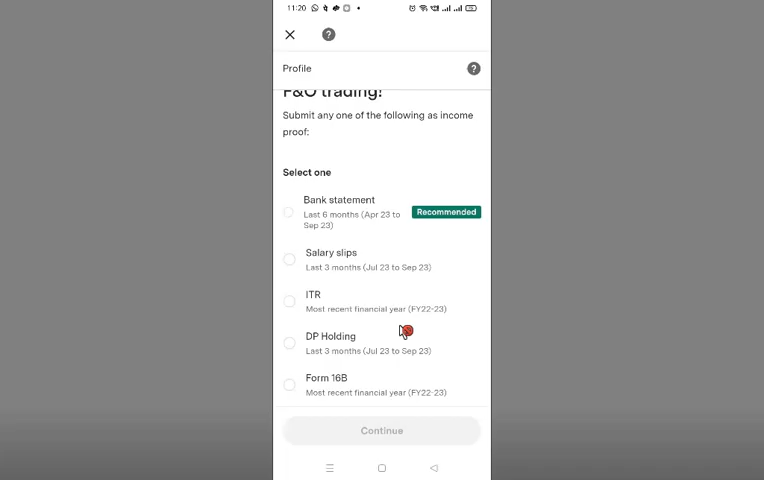 11:20
Profile
F&O trading!
Submit any one of the following as income
proof:
Select one
Bank statement
Last 6 months (Apr 23 to
Sep 23)
Recommended
Salary slips
Last 3 months (Jul 23 to Sep 23)
ITR
Most recent financial year (FY22-23)
DP Holding
Last 3 months (Jul 23 to Sep 23)
Form 16B
Most recent financial year (FY22-23)
Continue